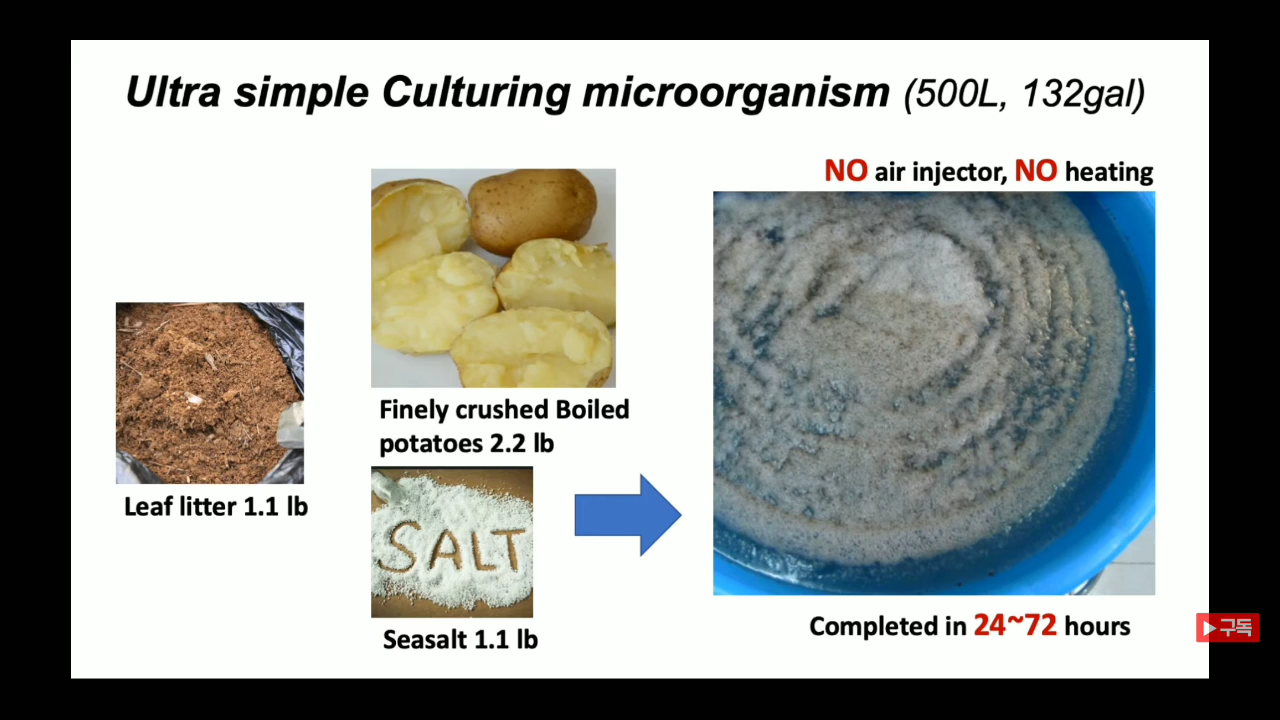 Ultra simple Culturing microorganism (500L, 132gal)
NO air injector, NO heating
Finely crushed Boiled
potatoes 2.2 lb
Leaf litter 1.1 lb
SALT
Seasalt 1.1 lb
Completed in 24~72 hours
구독